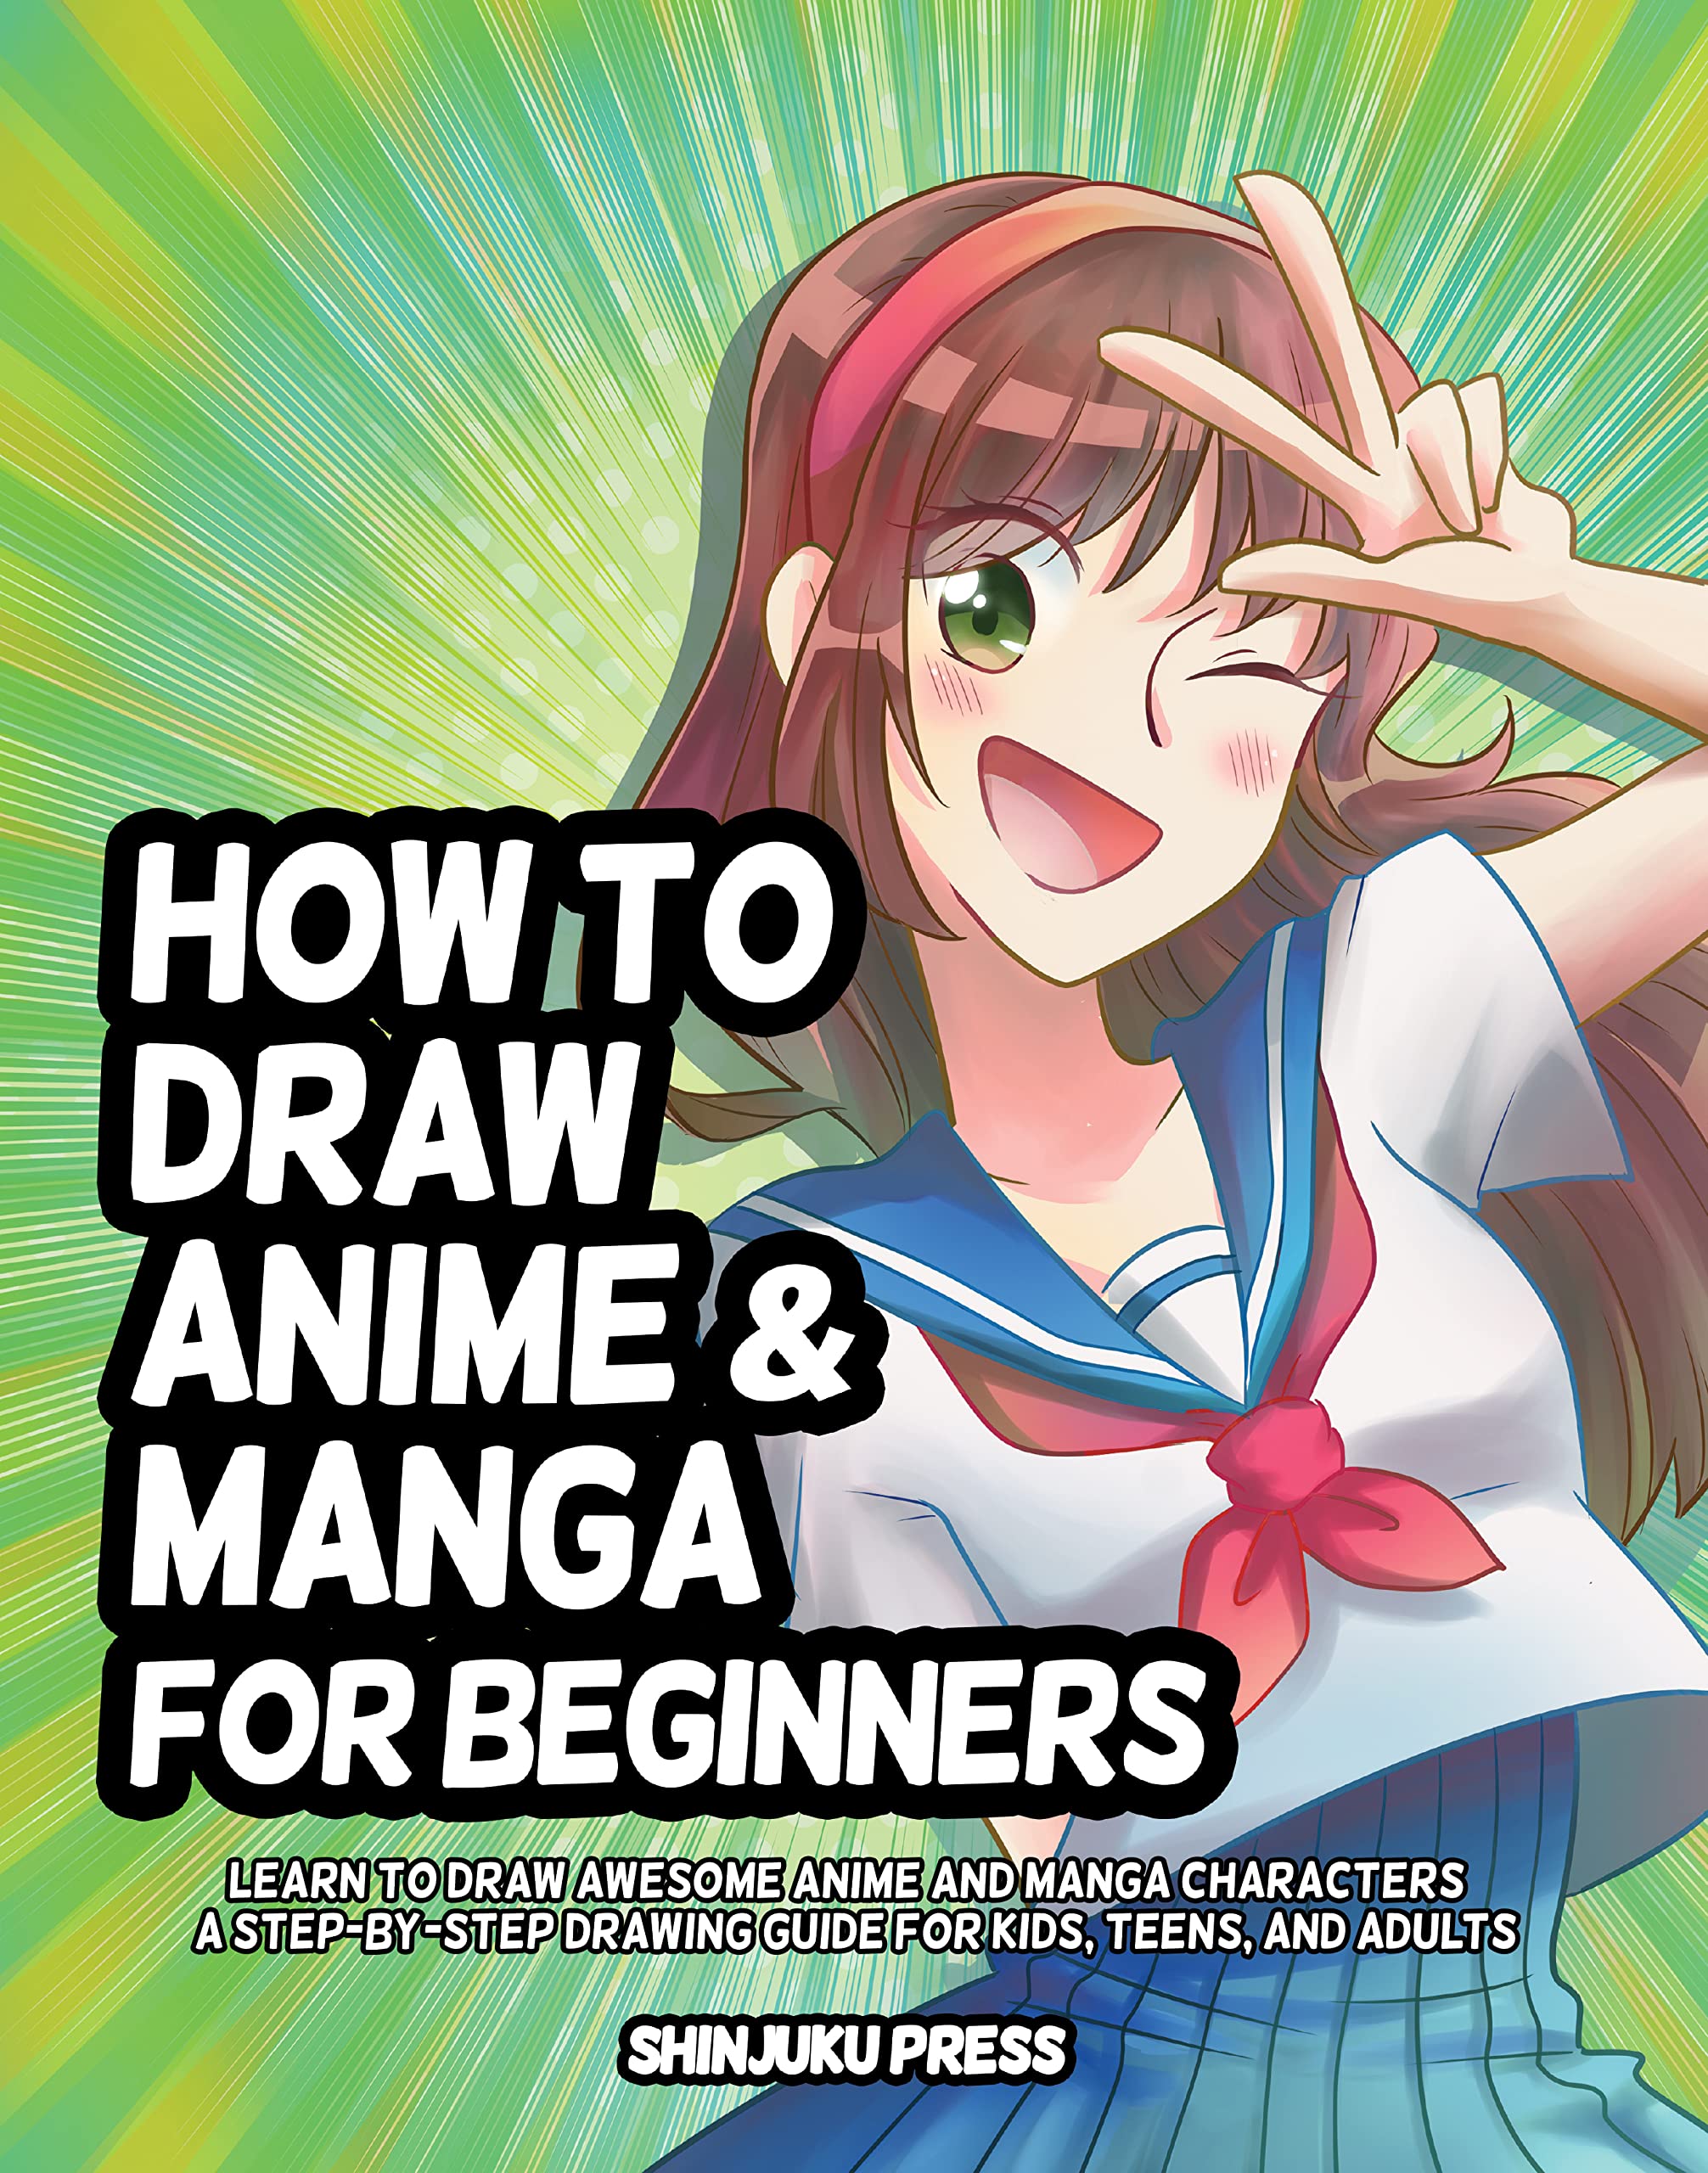 HOW TO
DRAW
ANIME &
MANGA
FOR BEGINNERS
LEARN TO DRAW AWESOME ANIME AND MANGA CHARACTERS
A STEP-BY-STEP DRAWING GUIDE FOR KIDS, TEENS, AND ADULTS
SHINJUKU PRESS